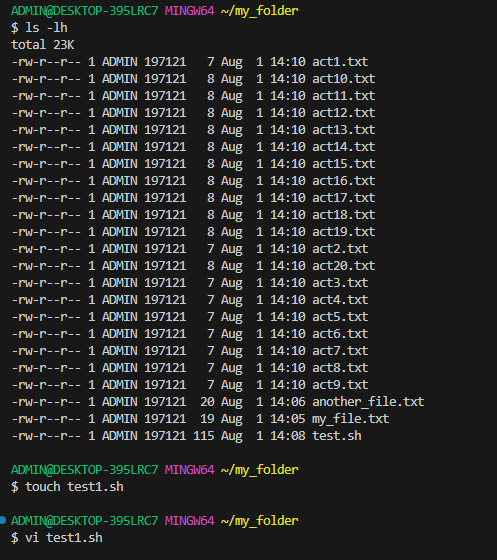 ADMIN@DESKTOP-395LRC7 MINGW64 ~/my_folder
$ ls -lh
total 23K
-rw-r--r-- 1 ADMIN 197121   7 Aug  1 14:10 act1.txt
-rw-r--r-- 1 ADMIN 197121   8 Aug  1 14:10 act10.txt
-rw-r--r-- 1 ADMIN 197121   8 Aug  1 14:10 act11.txt
-rw-r--r-- 1 ADMIN 197121   8 Aug  1 14:10 act12.txt
-rw-r--r-- 1 ADMIN 197121   8 Aug  1 14:10 act13.txt
-rw-r--r-- 1 ADMIN 197121   8 Aug  1 14:10 act14.txt
-rw-r--r-- 1 ADMIN 197121   8 Aug  1 14:10 act15.txt
-rw-r--r-- 1 ADMIN 197121   8 Aug  1 14:10 act16.txt
-rw-r--r-- 1 ADMIN 197121   8 Aug  1 14:10 act17.txt
-rw-r--r-- 1 ADMIN 197121   8 Aug  1 14:10 act18.txt
-rw-r--r-- 1 ADMIN 197121   8 Aug  1 14:10 act19.txt
-rw-r--r-- 1 ADMIN 197121   7 Aug  1 14:10 act2.txt
-rw-r--r-- 1 ADMIN 197121   8 Aug  1 14:10 act20.txt
-rw-r--r-- 1 ADMIN 197121   7 Aug  1 14:10 act3.txt
-rw-r--r-- 1 ADMIN 197121   7 Aug  1 14:10 act4.txt
-rw-r--r-- 1 ADMIN 197121   7 Aug  1 14:10 act5.txt
-rw-r--r-- 1 ADMIN 197121   7 Aug  1 14:10 act6.txt
-rw-r--r-- 1 ADMIN 197121   7 Aug  1 14:10 act7.txt
-rw-r--r-- 1 ADMIN 197121   7 Aug  1 14:10 act8.txt
-rw-r--r-- 1 ADMIN 197121   7 Aug  1 14:10 act9.txt
-rw-r--r-- 1 ADMIN 197121  20 Aug  1 14:06 another_file.txt
-rw-r--r-- 1 ADMIN 197121  19 Aug  1 14:05 my_file.txt
-rw-r--r-- 1 ADMIN 197121 115 Aug  1 14:08 test.sh
ADMIN@DESKTOP-395LRC7 MINGW64 ~/my_folder
$ touch test1.sh
ADMIN@DESKTOP-395LRC7 MINGW64 ~/my_folder
$ vi test1.sh